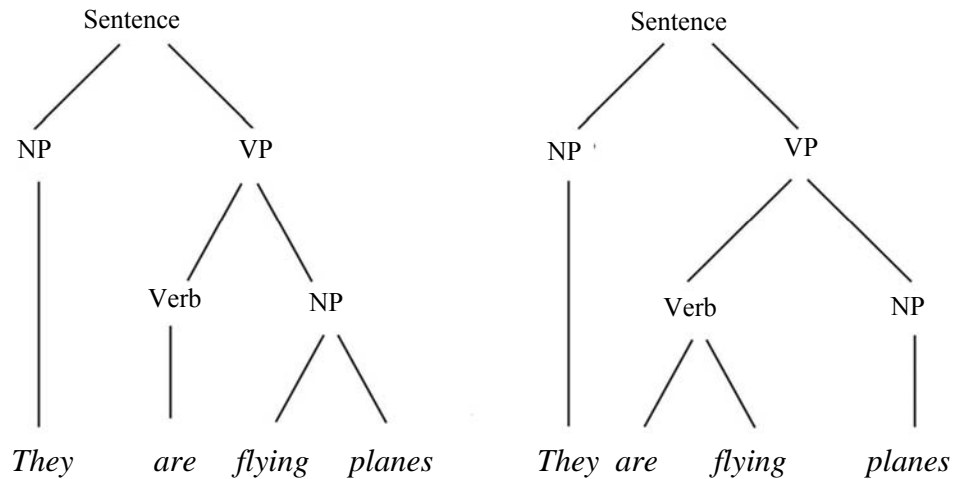 Sentence Sentence
NP VP NP VP
Verb NP Verb NP
They are flying planes They are flying planes